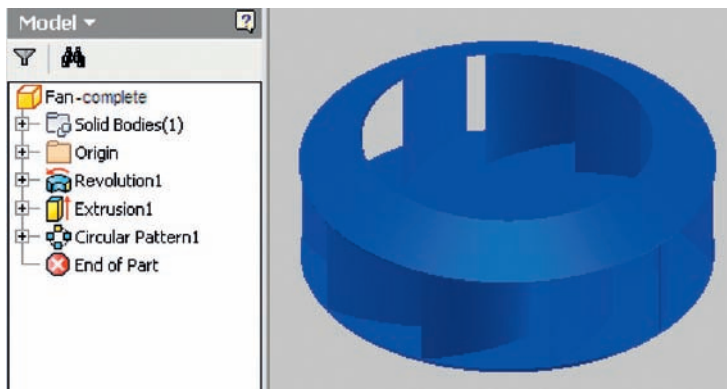 Model
Fan-complete
Solid Bodies(1)
Origin
Revolution1
Extrusion1
Circular Pattern1
End of Part